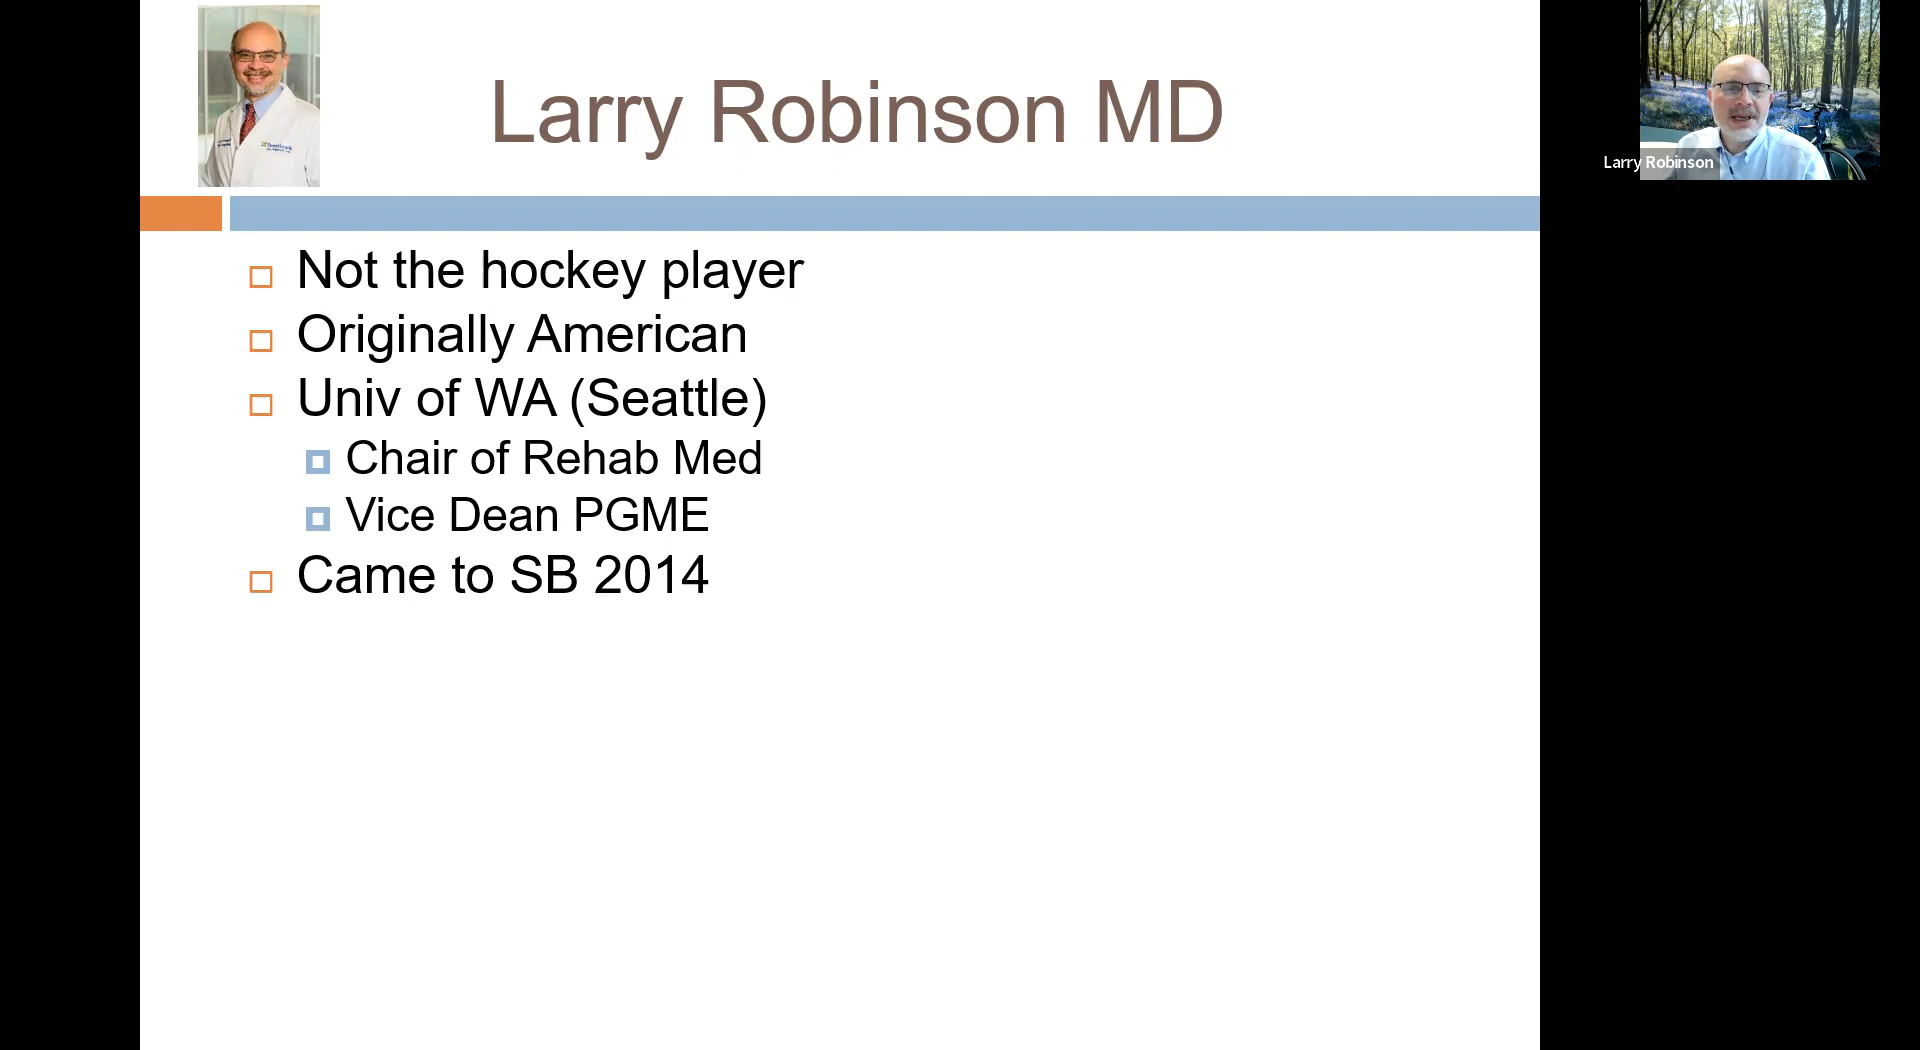 Larry Robinson MD
Larry Robinson
Not the hockey player
Originally American
Univ of WA (Seattle)
Chair of Rehab Med
Vice Dean PGME
Came to SB 2014